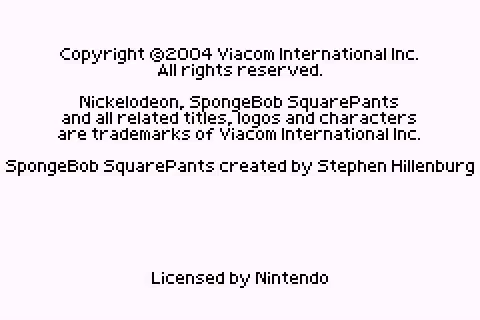 Copyright ©2004 Viacom International Inc.
All rights reserved.
Nickelodeon, SpongeBob SquarePants
and all related titles, logos and characters
are trademarks of Viacom International Inc.
SpongeBob SquarePants created by Stephen Hillenburg
Licensed by Nintendo